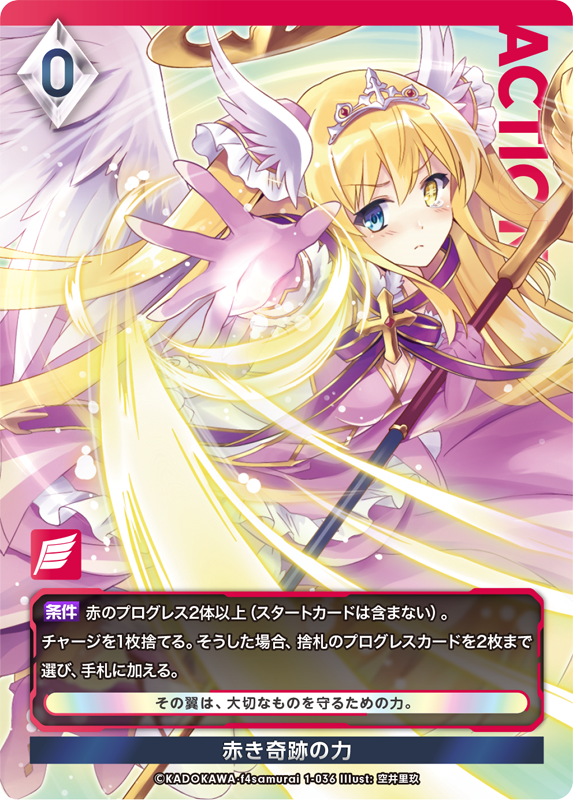 0
ACTION
条件 赤のプログレス2体以上(スタートカードは含まない)。
チャージを1枚捨てる。そうした場合、捨札のプログレスカードを2枚まで
選び、手札に加える。
その翼は、大切なものを守るための力。
赤き奇跡の力
©KADOKAWA-f4samurai 1-036 Illust: 空井里玖